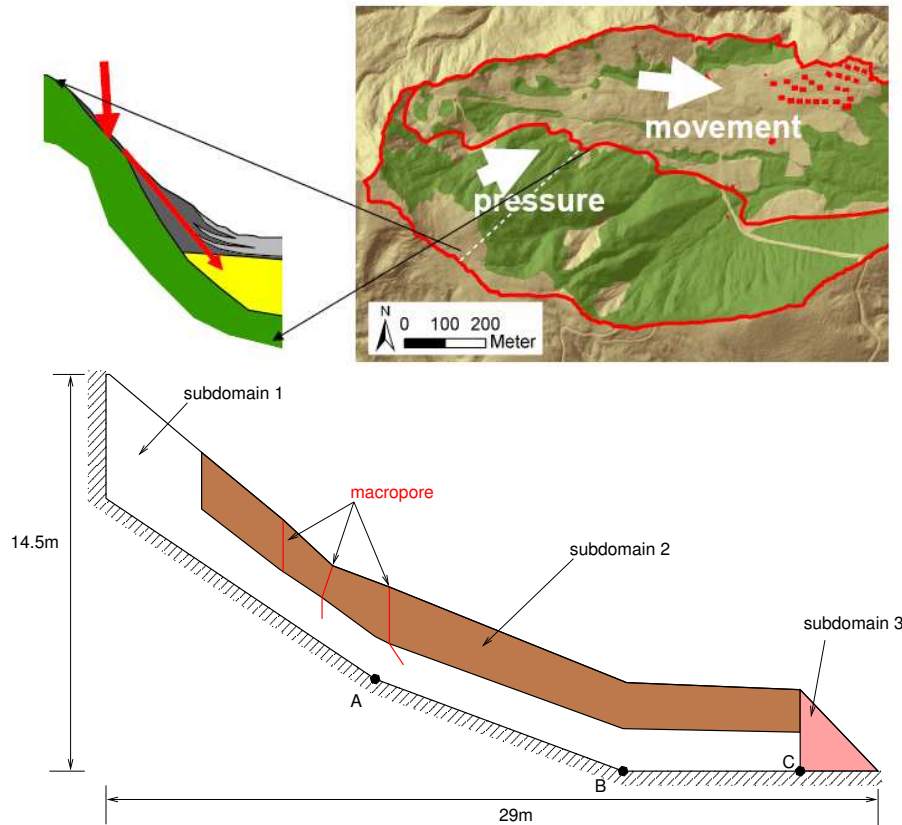 movement
pressure
N
0 100 200
Meter
subdomain 1
macropore
14.5m
subdomain 2
subdomain 3
A
B
C
29m